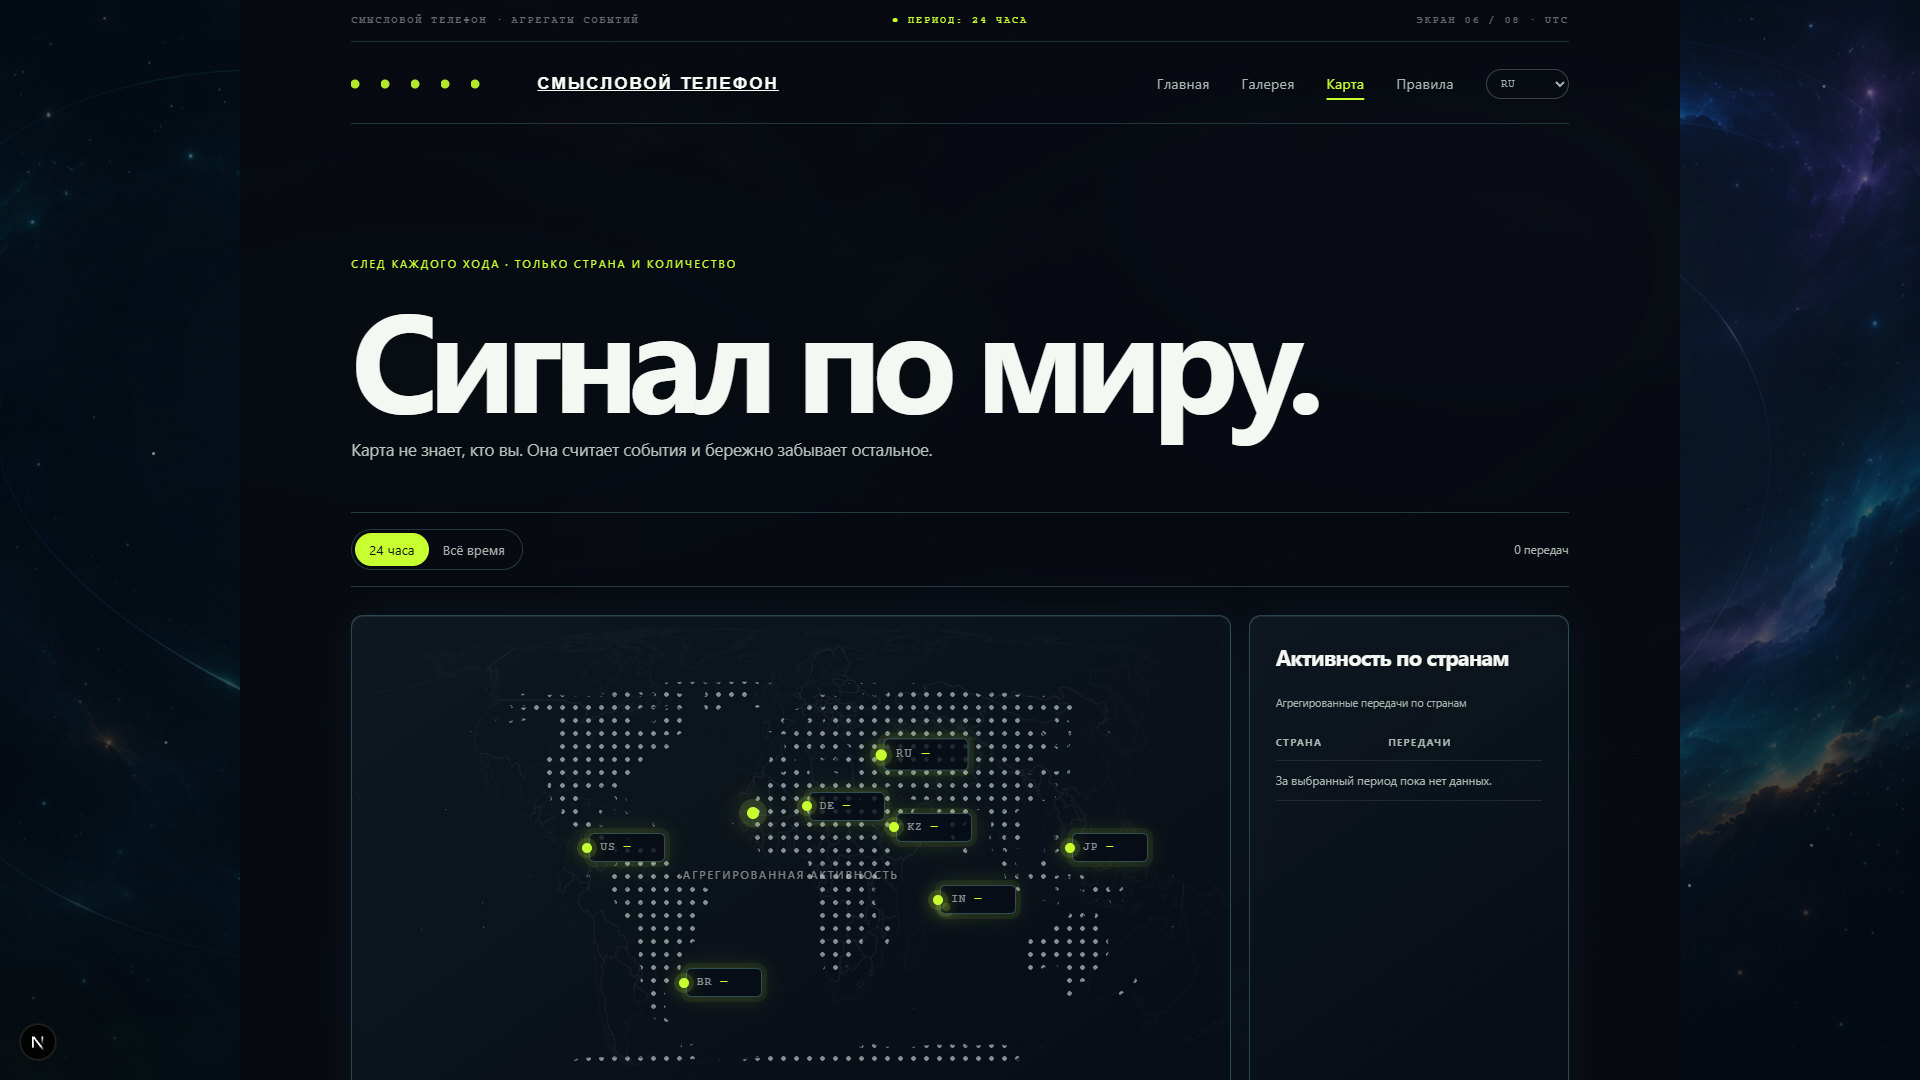 СМЫСЛОВОЙ ТЕЛЕФОН · АГРЕГАТЫ СОБЫТИЙ
● ПЕРИОД: 24 ЧАСА
ЭКРАН 06 / 08 · UTC
СМЫСЛОВОЙ ТЕЛЕФОН
Главная
Галерея
Карта
Правила
RU
СЛЕД КАЖДОГО ХОДА · ТОЛЬКО СТРАНА И КОЛИЧЕСТВО
Сигнал по миру.
Карта не знает, кто вы. Она считает события и бережно забывает остальное.
24 часа
Всё время
0 передач
RU —
DE —
KZ —
US —
JP —
АГРЕГИРОВАННАЯ АКТИВНОСТЬ
IN —
BR —
Активность по странам
Агрегированные передачи по странам
СТРАНА
ПЕРЕДАЧИ
За выбранный период пока нет данных.
N